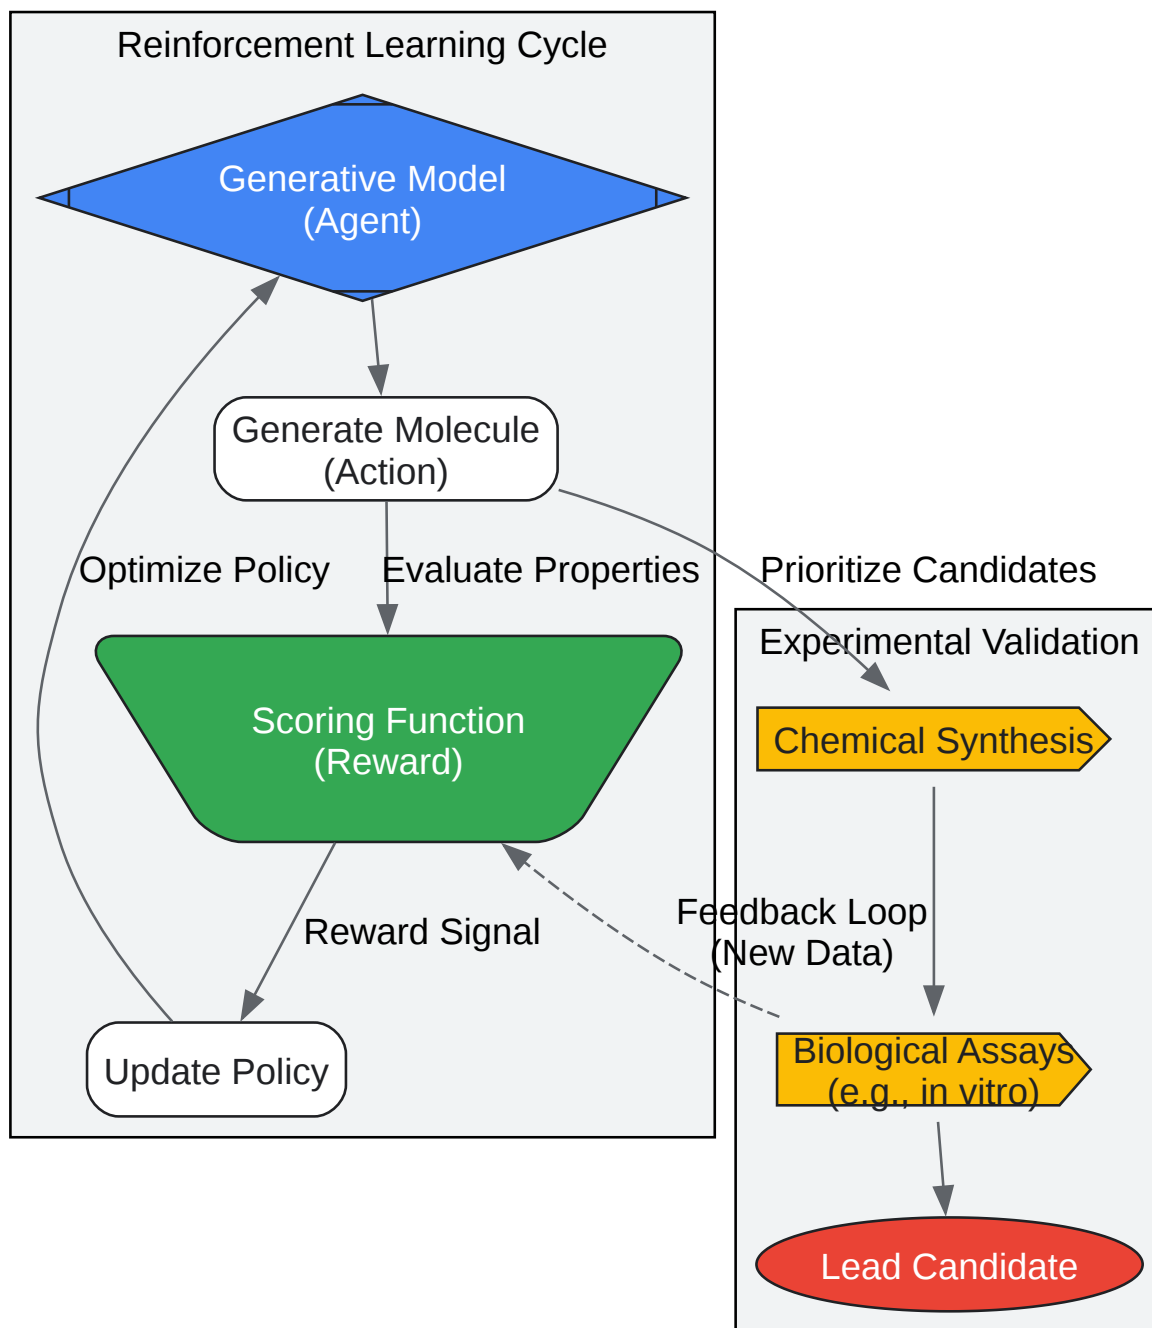 Reinforcement Learning Cycle
Generative Model
(Agent)
Generate Molecule
(Action)
Optimize Policy
Evaluate Properties
Prioritize Candidates
Experimental Validation
Scoring Function
(Reward)
Chemical Synthesis
Reward Signal
Feedback Loop
(New Data)
Update Policy
Biological Assays
(e.g., in vitro)
Lead Candidate